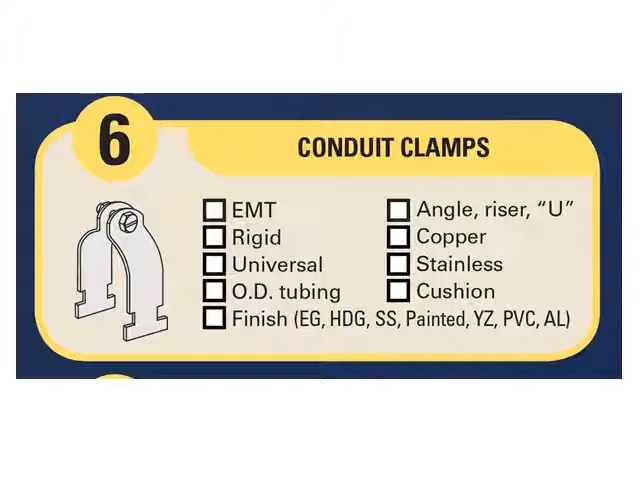 6
CONDUIT CLAMPS
EMT
Rigid
Universal
O.D. tubing
Angle, riser, “U”
Copper
Stainless
Cushion
Finish (EG, HDG, SS, Painted, YZ, PVC, AL)